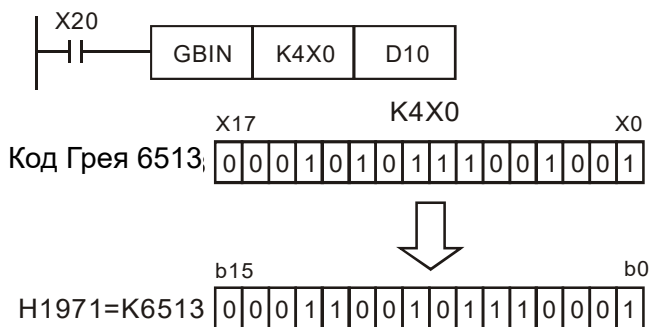 X20
GBIN K4X0 D10
K4X0
X17 X0
Код Грея 6513 0 0 0 1 0 1 0 1 1 1 0 0 1 0 0 1
b15 b0
H1971=K6513 0 0 0 1 1 0 0 1 0 1 1 1 0 0 0 1